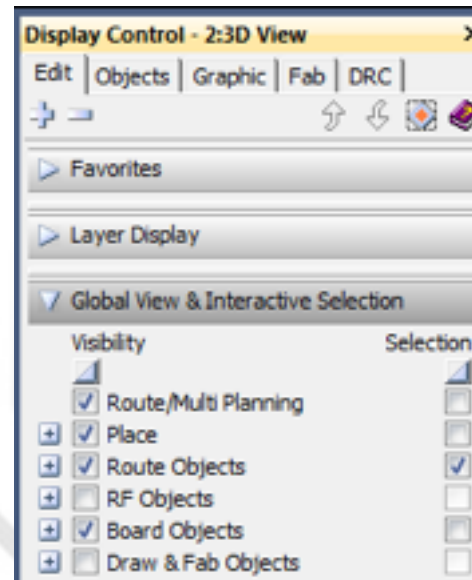 Display Control - 2:3D View
Edit Objects Graphic Fab DRC
Favorites
Layer Display
Global View & Interactive Selection
Visibility Selection
Route/Multi Planning
Place
Route Objects
RF Objects
Board Objects
Draw & Fab Objects